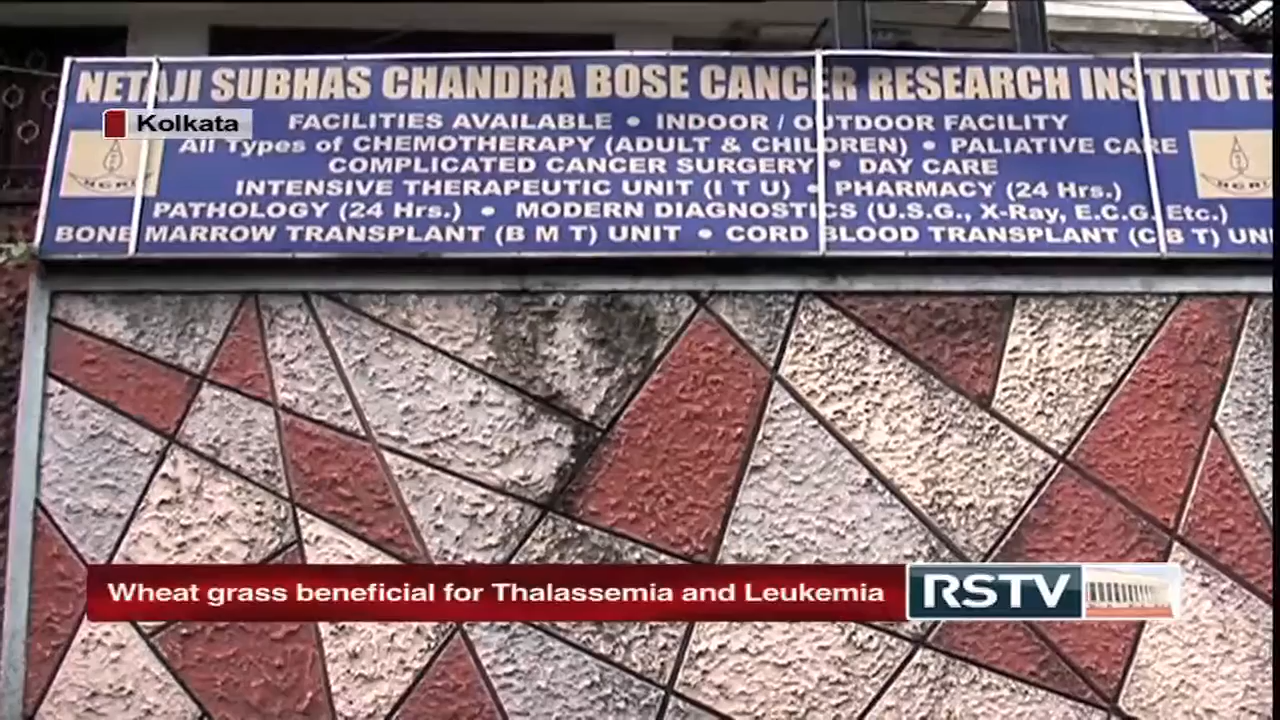 NETAJI SUBHAS CHANDRA BOSE CANCER RESEARCH INSTITUTE
Kolkata
FACILITIES AVAILABLE • INDOOR / OUTDOOR FACILITY
All Types of CHEMOTHERAPY (ADULT & CHILDREN) • PALIATIVE CARE
COMPLICATED CANCER SURGERY • DAY CARE
NCRI
INTENSIVE THERAPEUTIC UNIT (I T U) • PHARMACY (24 Hrs.)
PATHOLOGY (24 Hrs.) • MODERN DIAGNOSTICS (U.S.G., X-Ray, E.C.G. Etc.)
BONE MARROW TRANSPLANT (B M T) UNIT • CORD BLOOD TRANSPLANT (C B T) UNI
Wheat grass beneficial for Thalassemia and Leukemia
RSTV